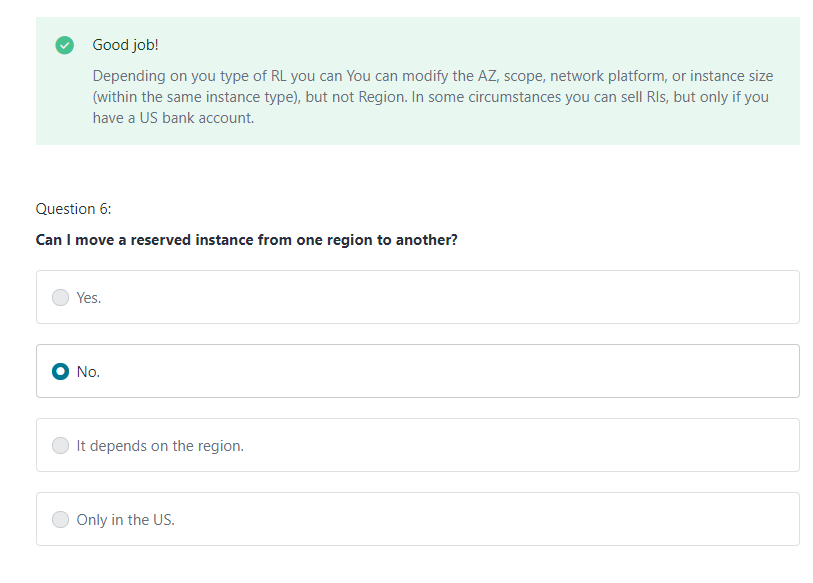 Good job!
Depending on you type of RL you can You can modify the AZ, scope, network platform, or instance size
(within the same instance type), but not Region. In some circumstances you can sell RIs, but only if you
have a US bank account.
Question 6:
Can I move a reserved instance from one region to another?
Yes.
No.
It depends on the region.
Only in the US.